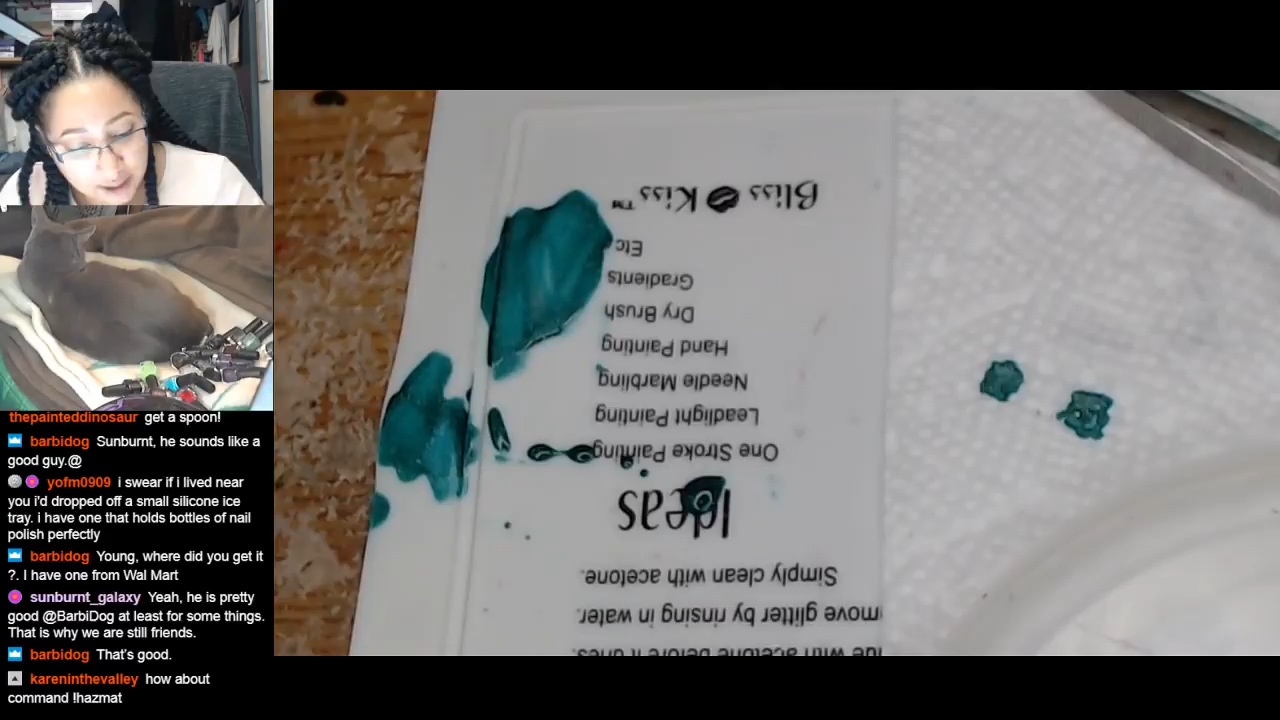 thepainteddinosaur get a spoon!
barbidog Sunburnt, he sounds like a
good guy.@
yofm0909 i swear if i lived near
you i'd dropped off a small silicone ice
tray. i have one that holds bottles of nail
polish perfectly
barbidog Young, where did you get it
?. I have one from Wal Mart
sunburnt_galaxy Yeah, he is pretty
good @BarbiDog at least for some things.
That is why we are still friends.
barbidog That's good.
kareninthevalley how about
command !hazmat
Bliss Kiss™
Etc
Gradients
Dry Brush
Hand Painting
Needle Marbling
Leadlight Painting
One Stroke Painting
Ideas
Simply clean with acetone.
move glitter by rinsing in water.
with acetone before it dries.